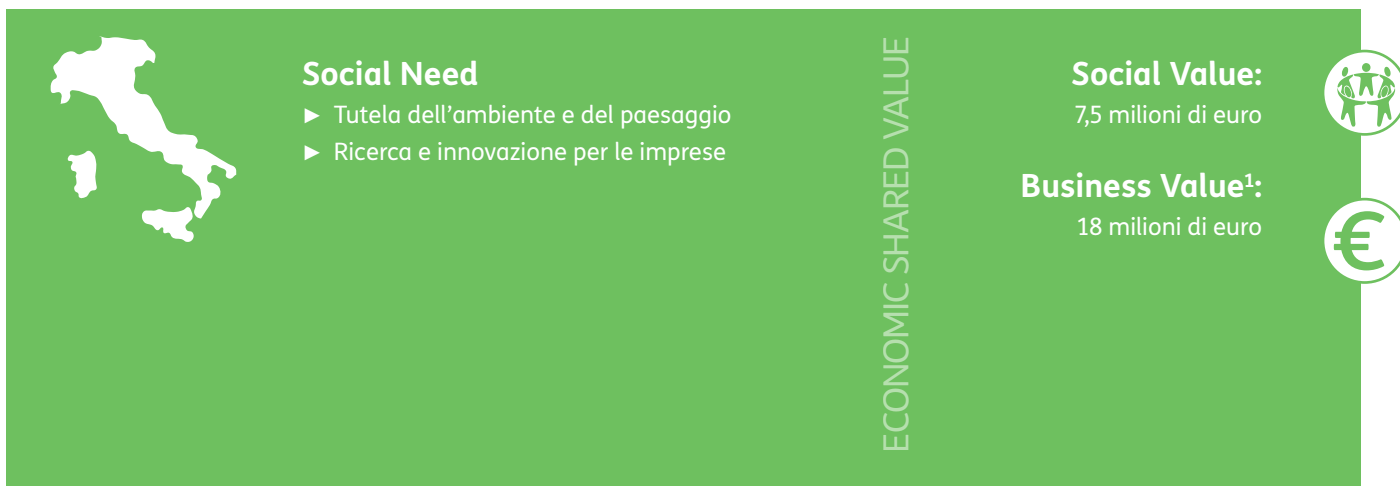 Social Need
► Tutela dell'ambiente e del paesaggio
► Ricerca e innovazione per le imprese
ECONOMIC SHARED VALUE
Social Value:
7,5 milioni di euro
Business Value¹:
18 milioni di euro
€